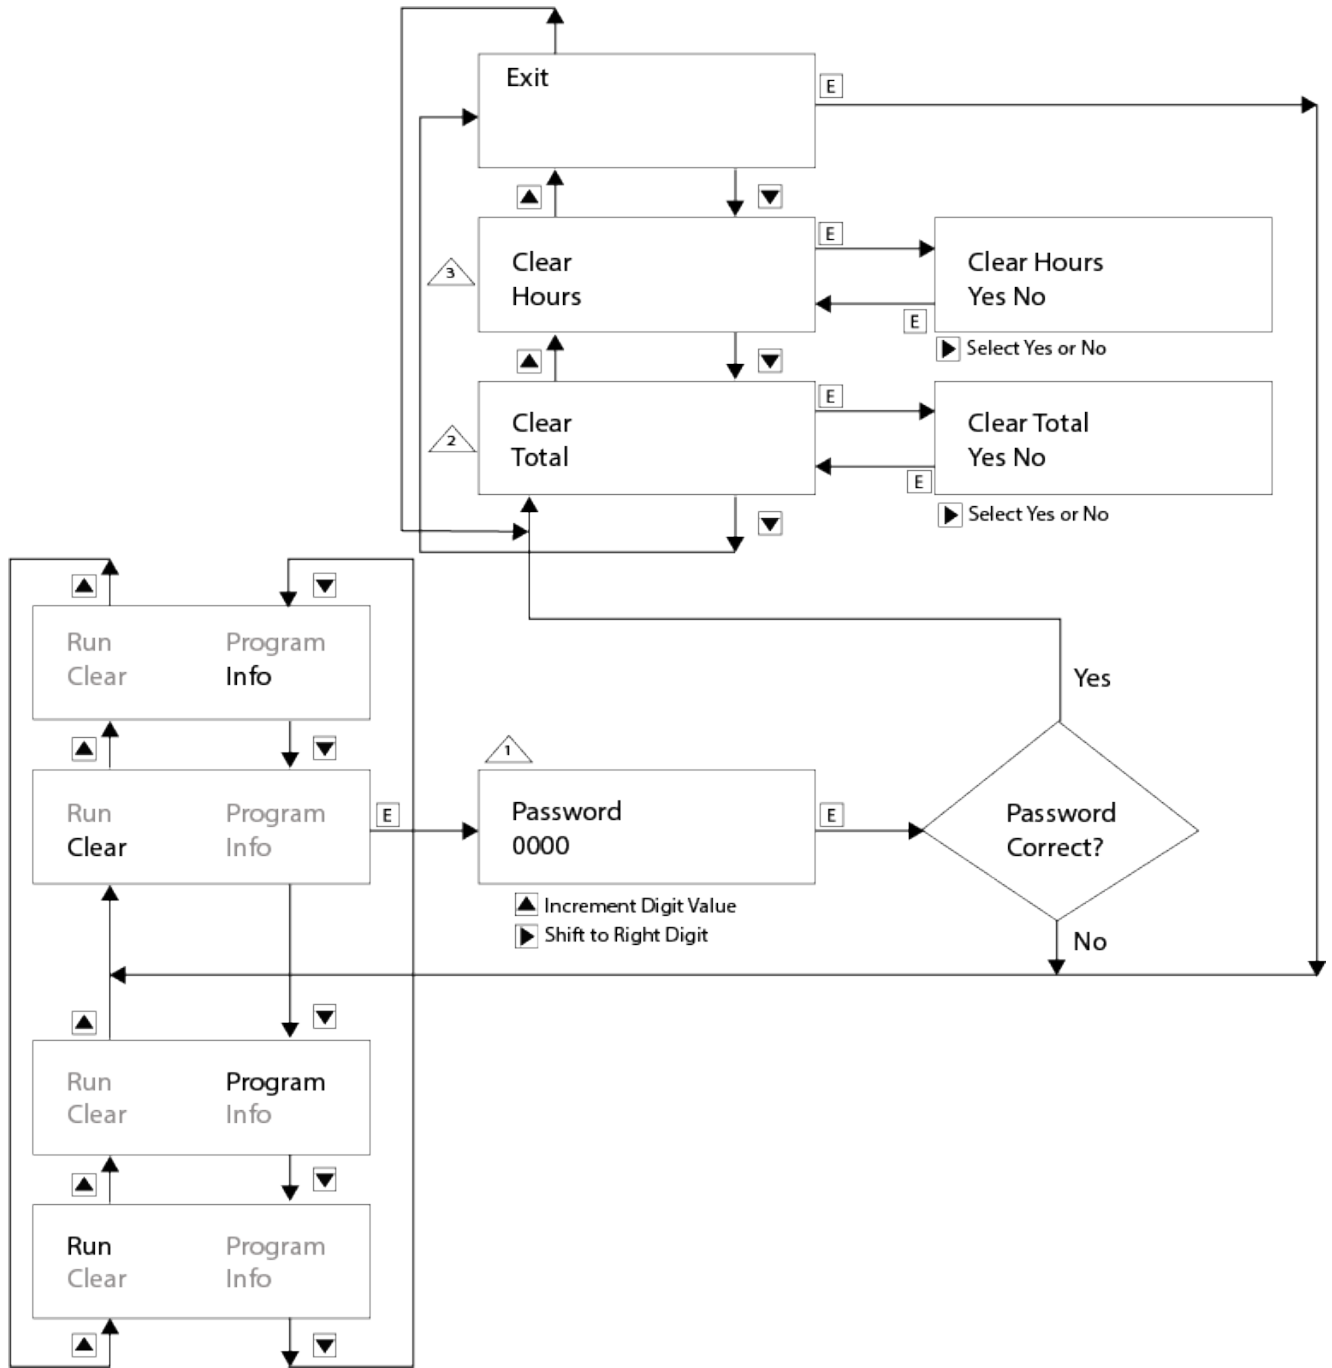 Exit
E
Clear
Hours
3
E
Clear Hours
Yes No
E
Select Yes or No
Clear
Total
2
E
Clear Total
Yes No
E
Select Yes or No
Run Program
Clear Info
Yes
Run Program
Clear Info
E
1
Password
0000
E
Increment Digit Value
Shift to Right Digit
Password
Correct?
No
Run Program
Clear Info
Run Program
Clear Info